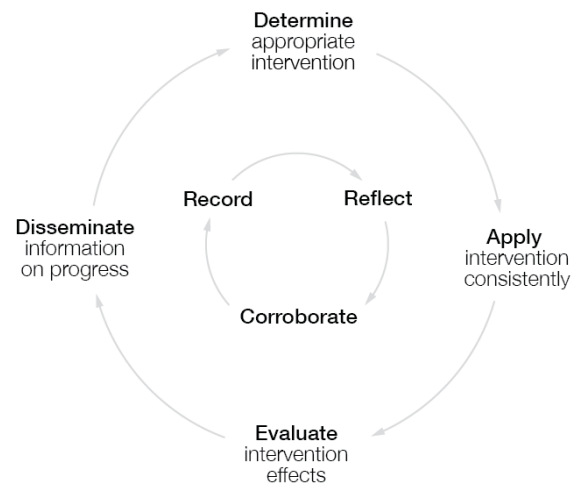 Determine
appropriate
intervention
Record
Reflect
Disseminate
information
on progress
Apply
intervention
consistently
Corroborate
Evaluate
intervention
effects